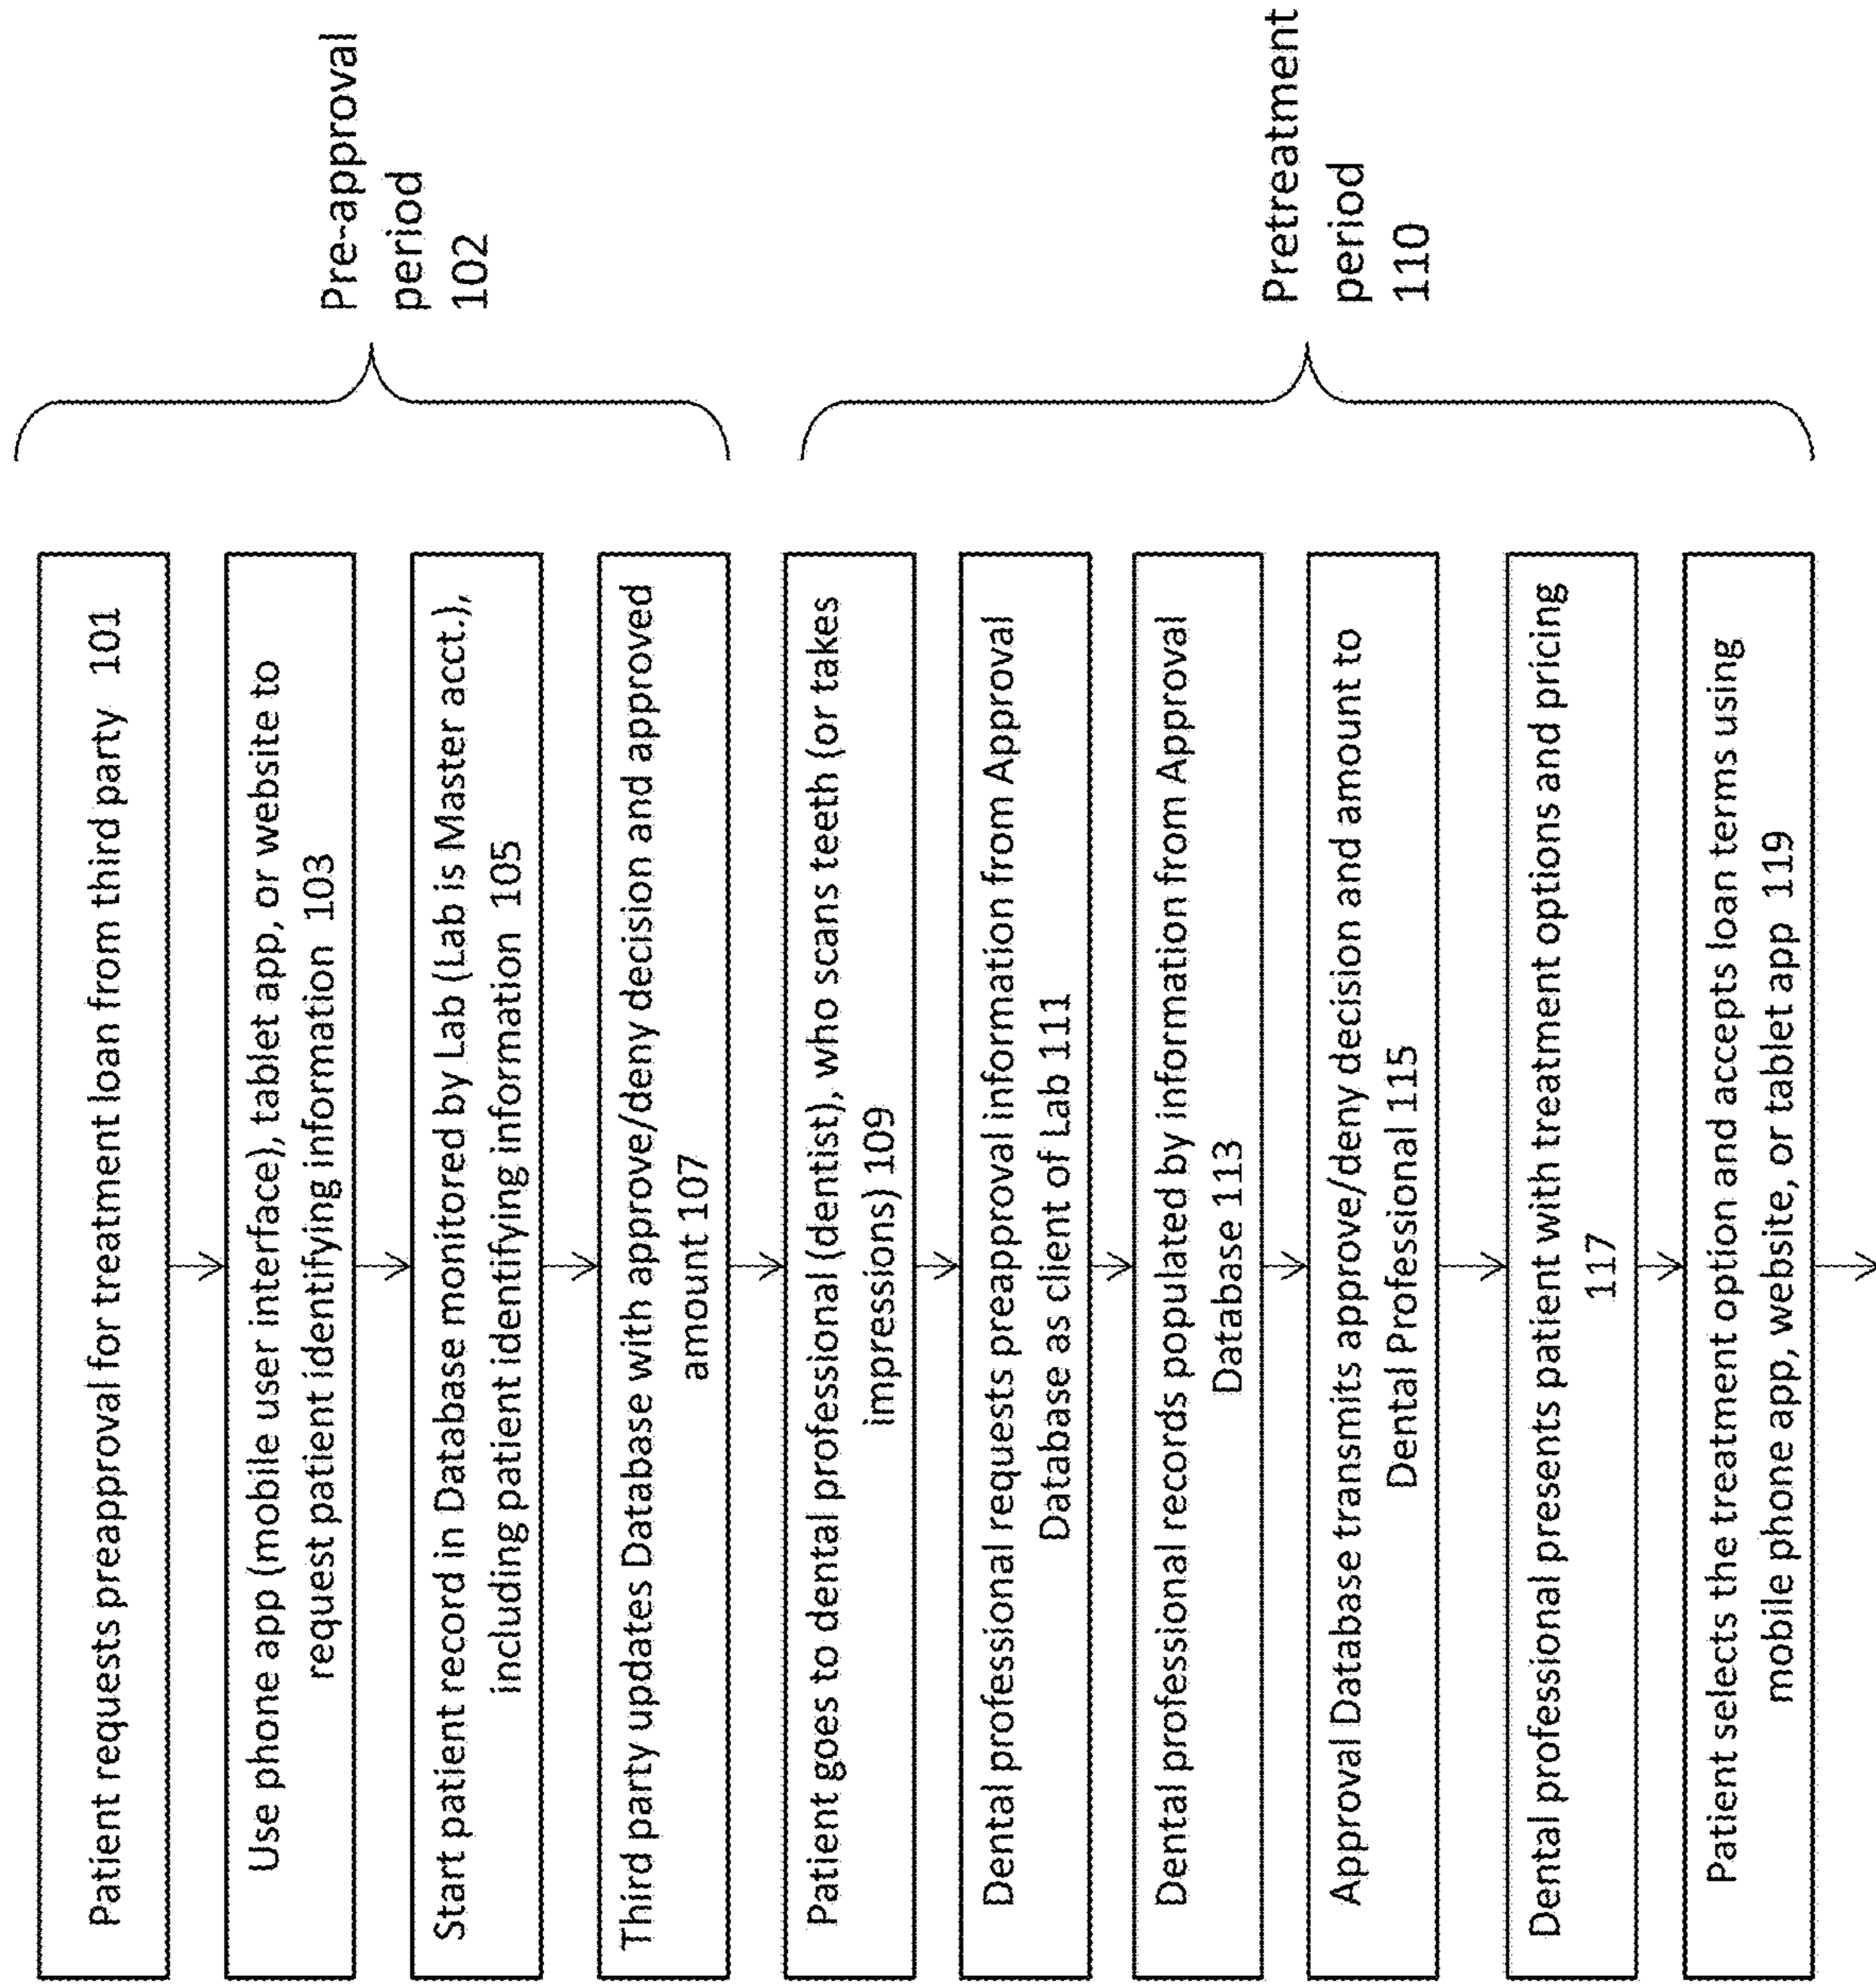 Patient requests preapproval for treatment loan from third party 101
Use phone app (mobile user interface), tablet app, or website to
request patient identifying information 103
Start patient record in Database monitored by Lab (Lab is Master acct.),
including patient identifying information 105
Third party updates Database with approve/deny decision and approved
amount 107
Pre-approval
period
102
Patient goes to dental professional (dentist), who scans teeth (or takes
impressions) 109
Dental professional requests preapproval information from Approval
Database as client of Lab 111
Dental professional records populated by information from Approval
Database 113
Approval Database transmits approve/deny decision and amount to
Dental Professional 115
Dental professional presents patient with treatment options and pricing
117
Patient selects the treatment option and accepts loan terms using
mobile phone app, website, or tablet app 119
Pretreatment
period
110